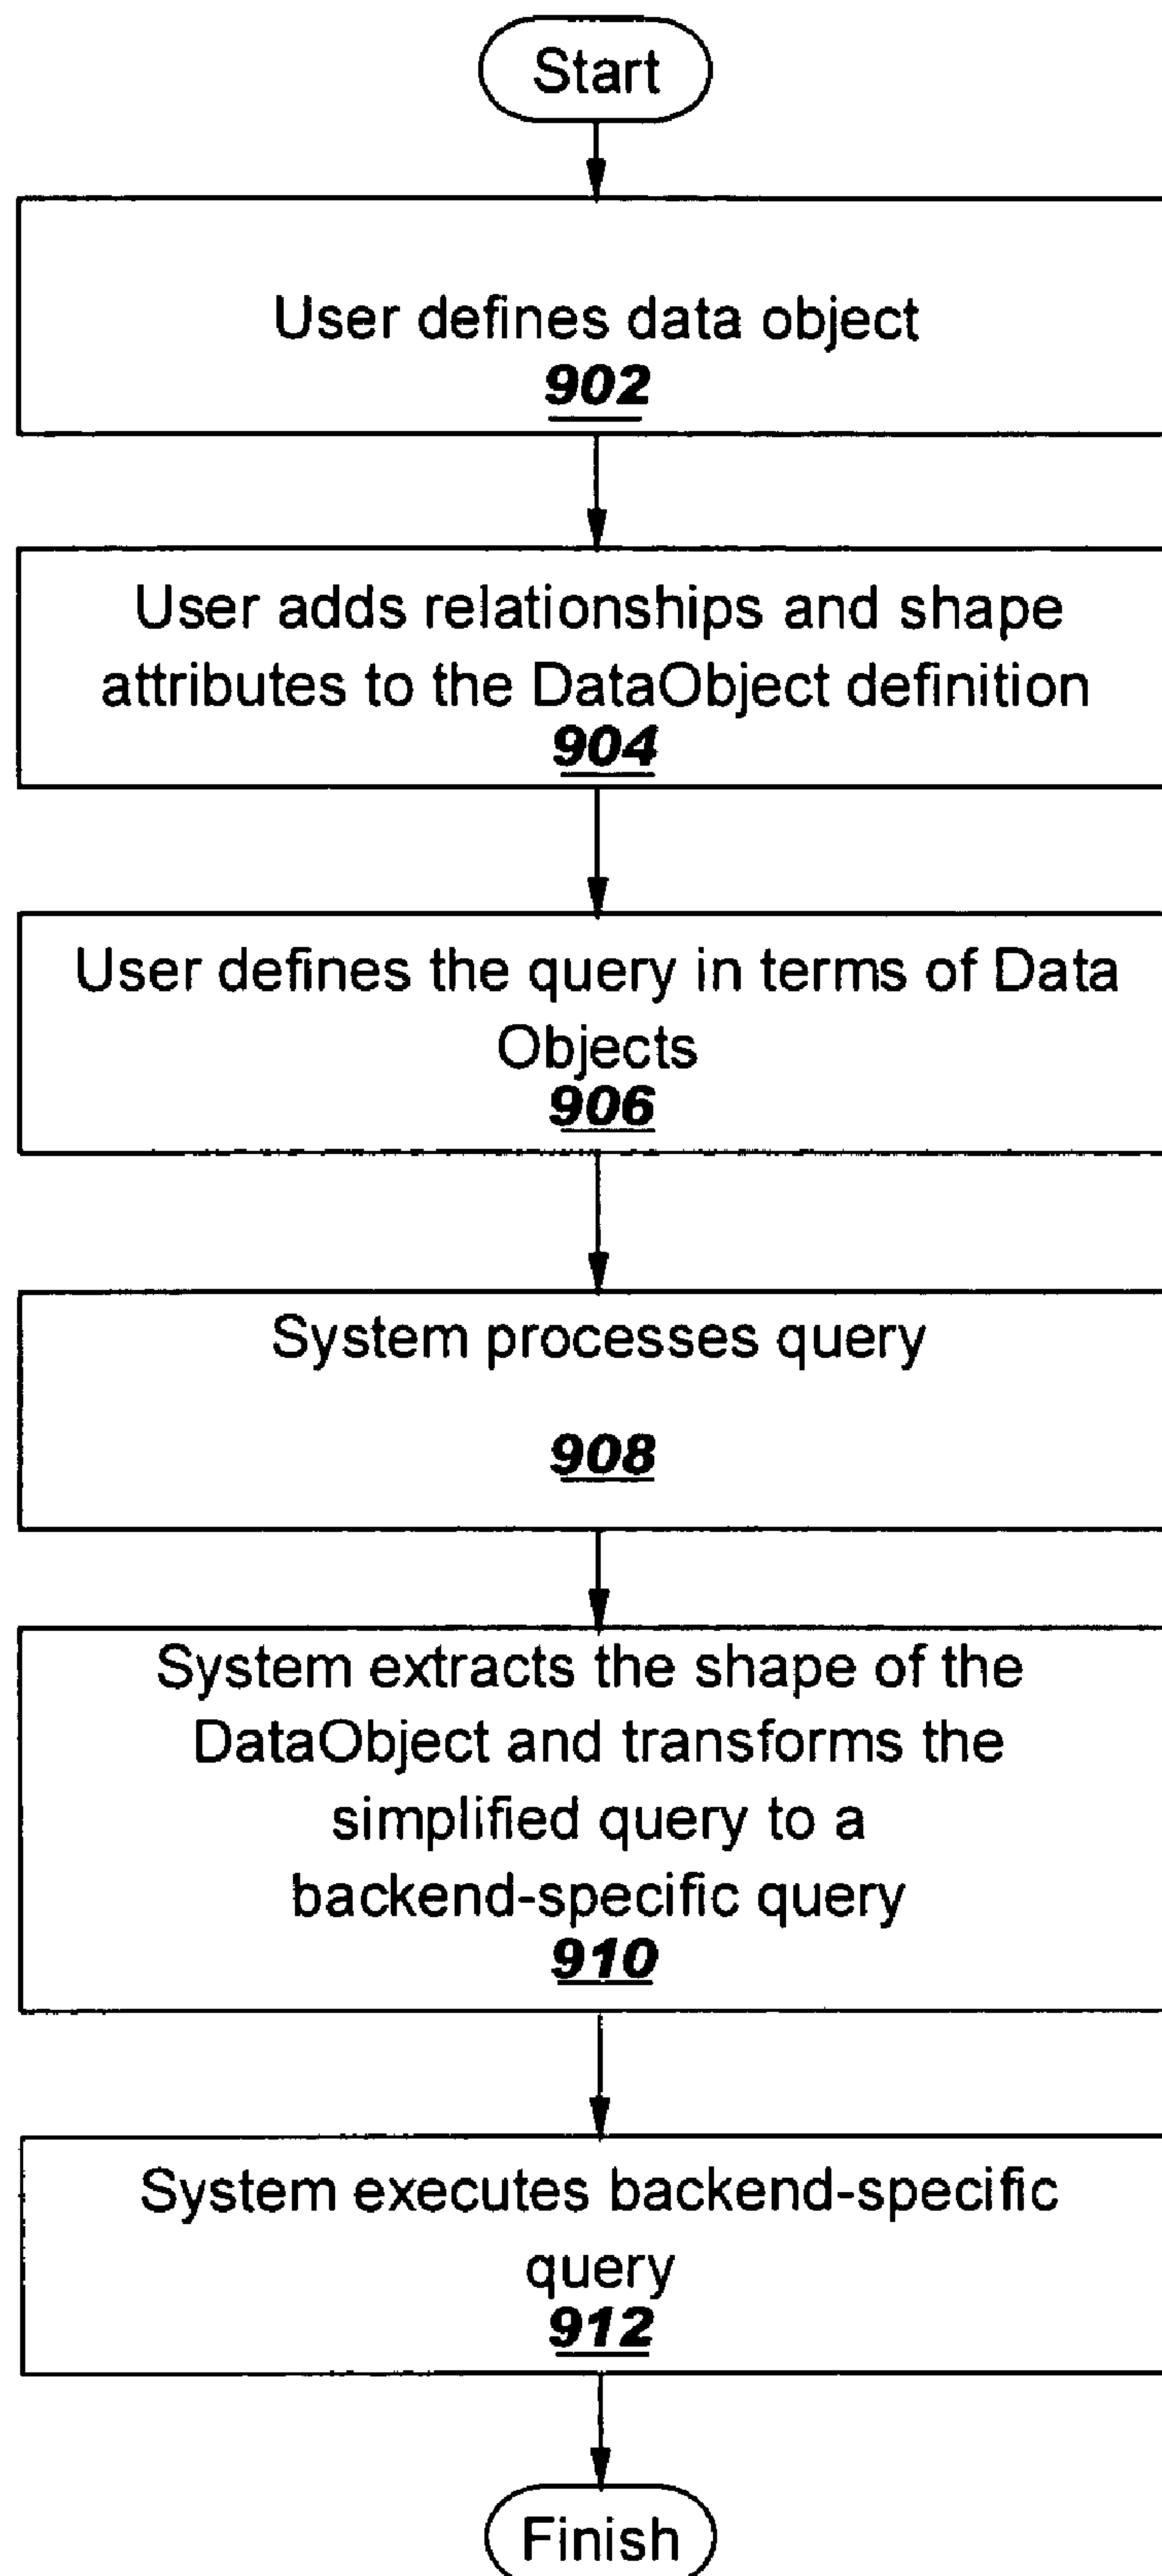 Start
User defines data object
902
User adds relationships and shape
attributes to the DataObject definition
904
User defines the query in terms of Data
Objects
906
System processes query
908
System extracts the shape of the
DataObject and transforms the
simplified query to a
backend-specific query
910
System executes backend-specific
query
912
Finish